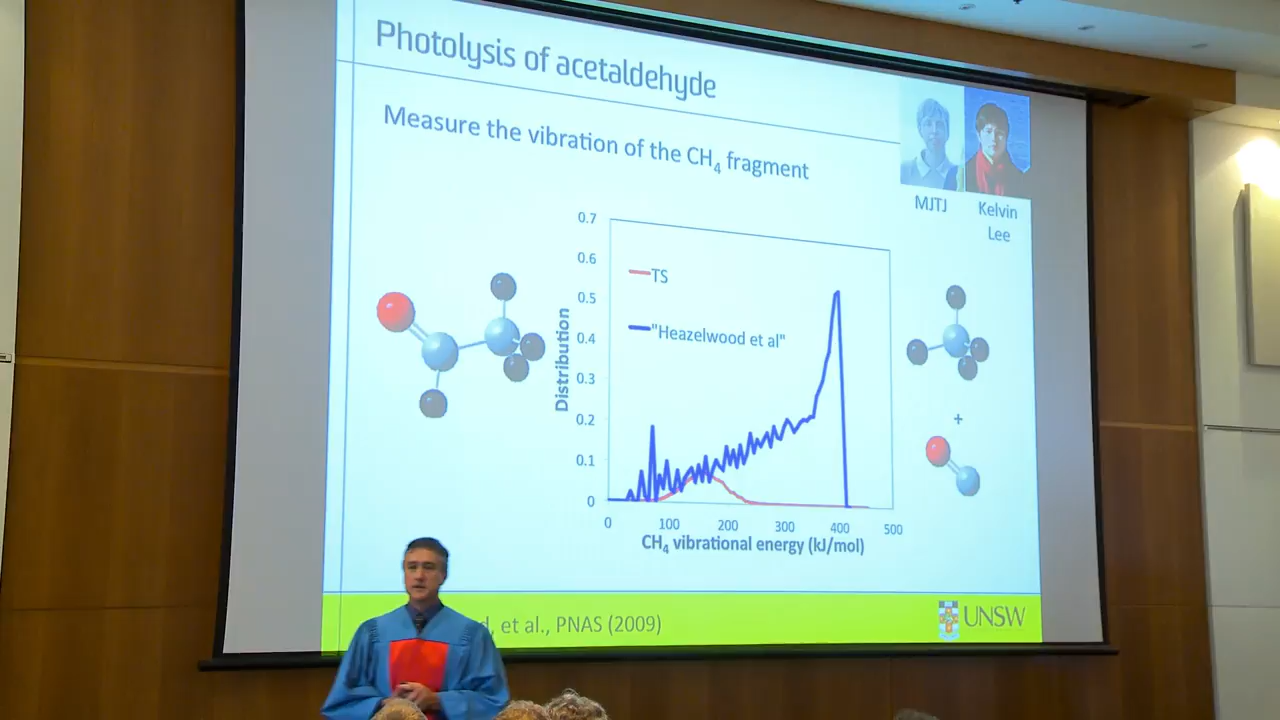 Photolysis of acetaldehyde
Measure the vibration of the CH₄ fragment
MJTJ
Kelvin
Lee
0.7
0.6
0.5
0.4
0.3
0.2
0.1
0
Distribution
TS
"Heazelwood et al"
0 100 200 300 400 500
CH₄ vibrational energy (kJ/mol)
+
d, et al., PNAS (2009)
UNSW